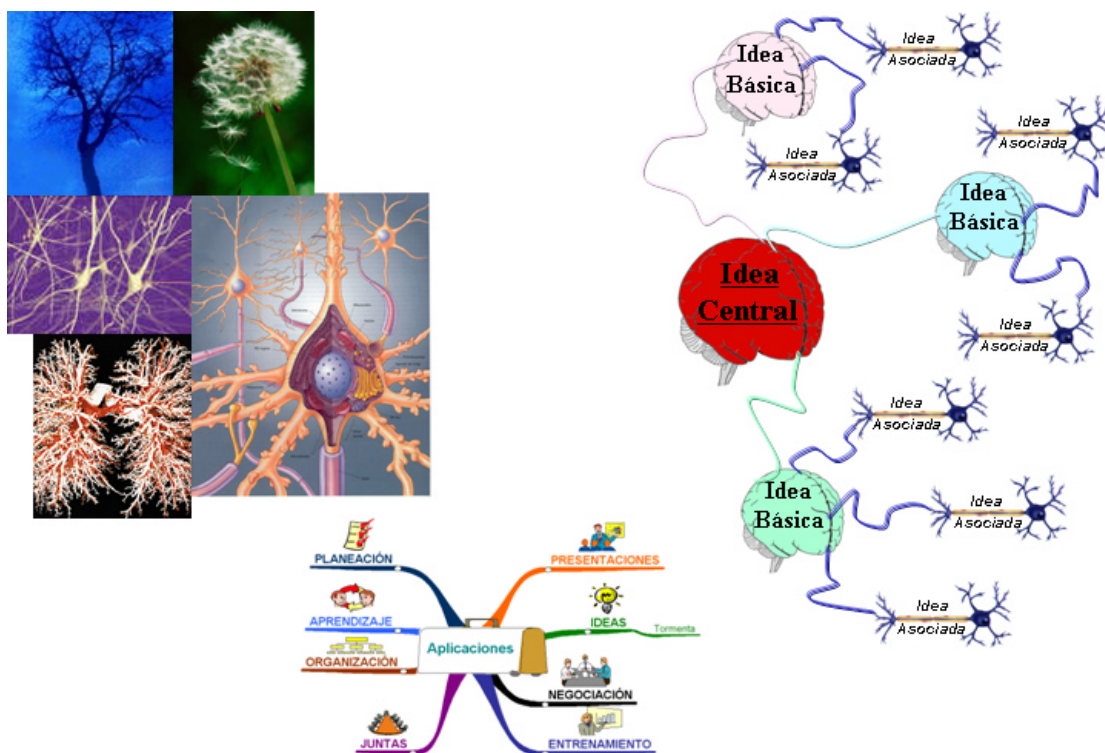 Idea
Básica
Idea
Asociada
Idea
Asociada
Idea
Asociada
Idea
Básica
Idea
Central
Idea
Asociada
Idea
Asociada
Idea
Básica
Idea
Asociada
Idea
Asociada
PLANEACIÓN
PRESENTACIONES
APRENDIZAJE
IDEAS
Tormenta
Aplicaciones
ORGANIZACIÓN
NEGOCIACIÓN
JUNTAS
ENTRENAMIENTO